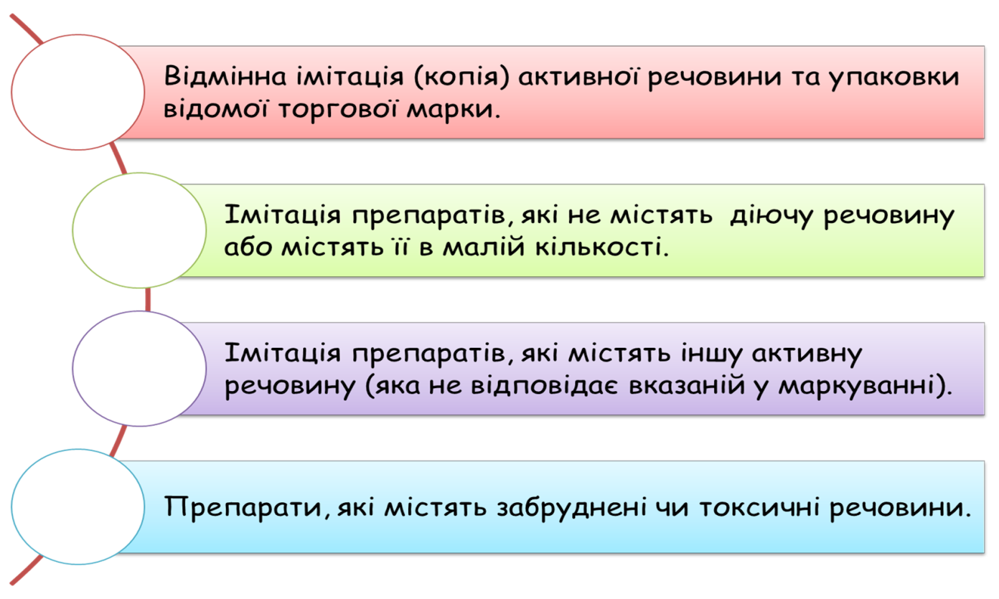 Відмінна імітація (копія) активної речовини та упаковки
відомої торгової марки.
Імітація препаратів, які не містять діючу речовину
або містять її в малій кількості.
Імітація препаратів, які містять іншу активну
речовину (яка не відповідає вказаній у маркуванні).
Препарати, які містять забруднені чи токсичні речовини.